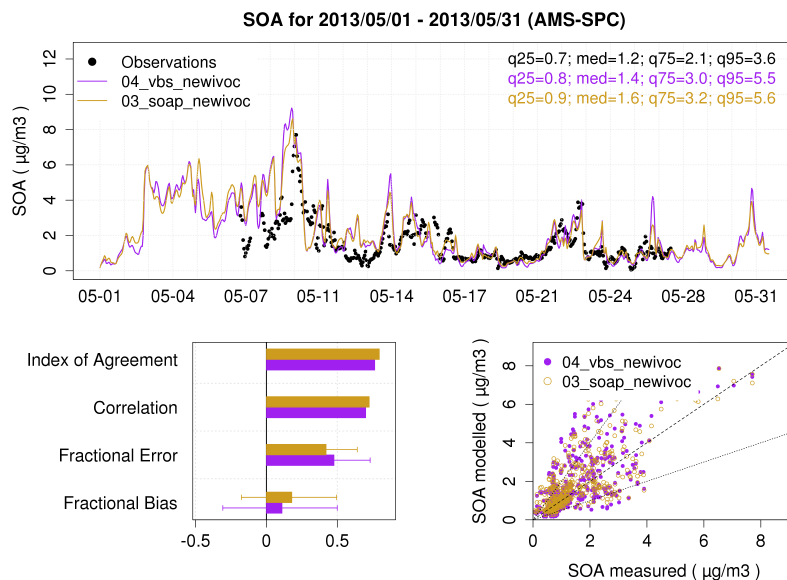 SOA for 2013/05/01 - 2013/05/31 (AMS-SPC)
SOA ( µg/m3 )
12
10
8
6
4
2
0
Observations
04_vbs_newivoc
03_soap_newivoc
q25=0.7; med=1.2; q75=2.1; q95=3.6
q25=0.8; med=1.4; q75=3.0; q95=5.5
q25=0.9; med=1.6; q75=3.2; q95=5.6
05-01 05-04 05-07 05-11 05-14 05-17 05-21 05-24 05-28 05-31
Index of Agreement
Correlation
Fractional Error
Fractional Bias
-0.5 0 0.5
SOA modelled ( µg/m3 )
8
6
4
2
0
04_vbs_newivoc
03_soap_newivoc
0 2 4 6 8
SOA measured ( µg/m3 )